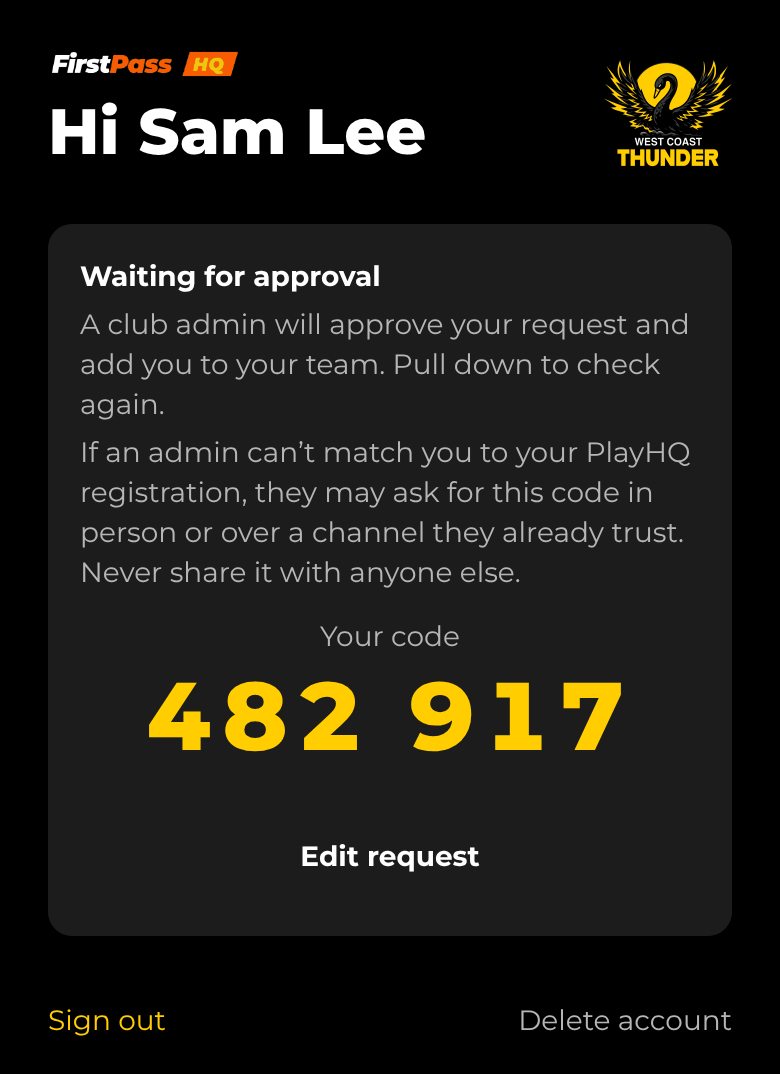 FirstPass HQ
Hi Sam Lee
WEST COAST
THUNDER
Waiting for approval
A club admin will approve your request and
add you to your team. Pull down to check
again.
If an admin can’t match you to your PlayHQ
registration, they may ask for this code in
person or over a channel they already trust.
Never share it with anyone else.
Your code
482 917
Edit request
Sign out
Delete account